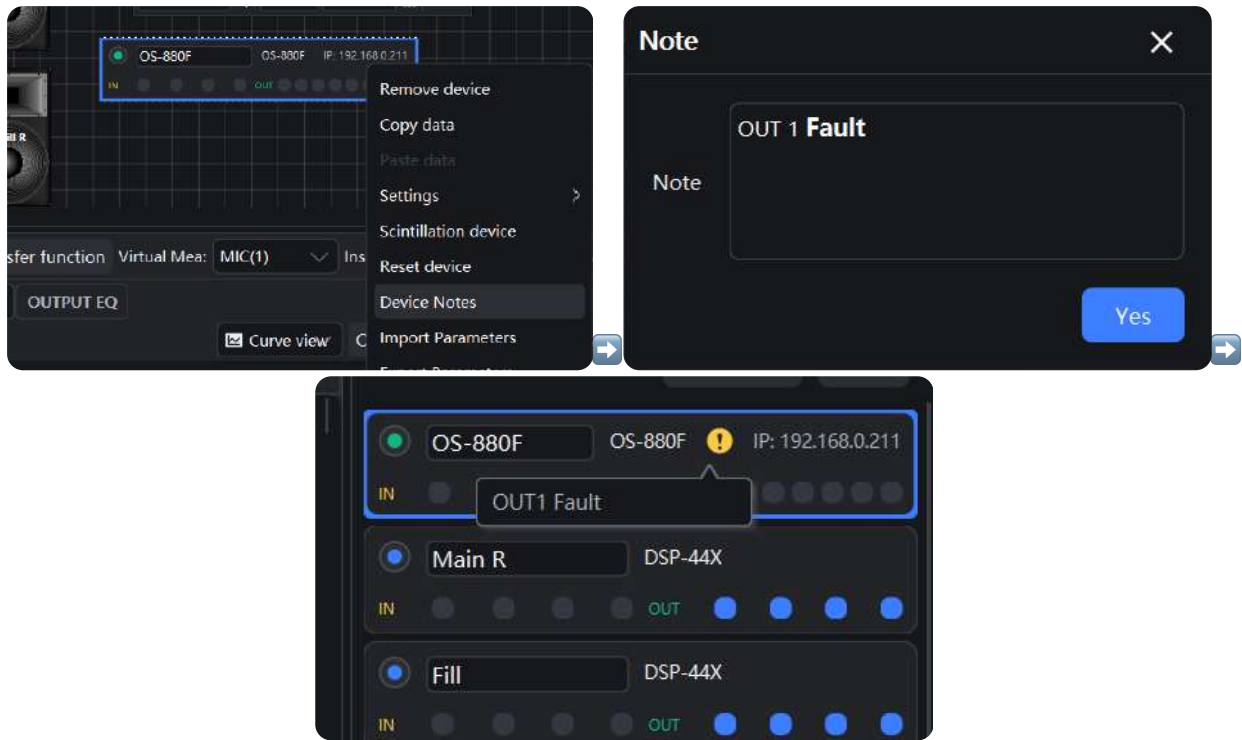 OS-880F OS-880F IP: 192.168.0.211
IN OUT
Remove device
Copy data
Paste data
Settings
Scintillation device
Reset device
Device Notes
Import Parameters
ill R
sfer function Virtual Mea: MIC(1) Ins
OUTPUT EQ
Curve view C
Note
OUT 1 Fault
Note
Yes
OS-880F OS-880F IP: 192.168.0.211
IN
OUT1 Fault
Main R DSP-44X
IN OUT
Fill DSP-44X
IN OUT